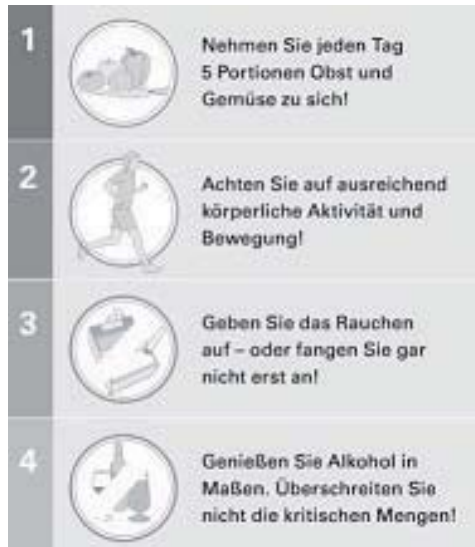 1
Nehmen Sie jeden Tag
5 Portionen Obst und
Gemüse zu sich!
2
Achten Sie auf ausreichend
körperliche Aktivität und
Bewegung!
3
Geben Sie das Rauchen
auf – oder fangen Sie gar
nicht erst an!
4
Genießen Sie Alkohol in
Maßen. Überschreiten Sie
nicht die kritischen Mengen!